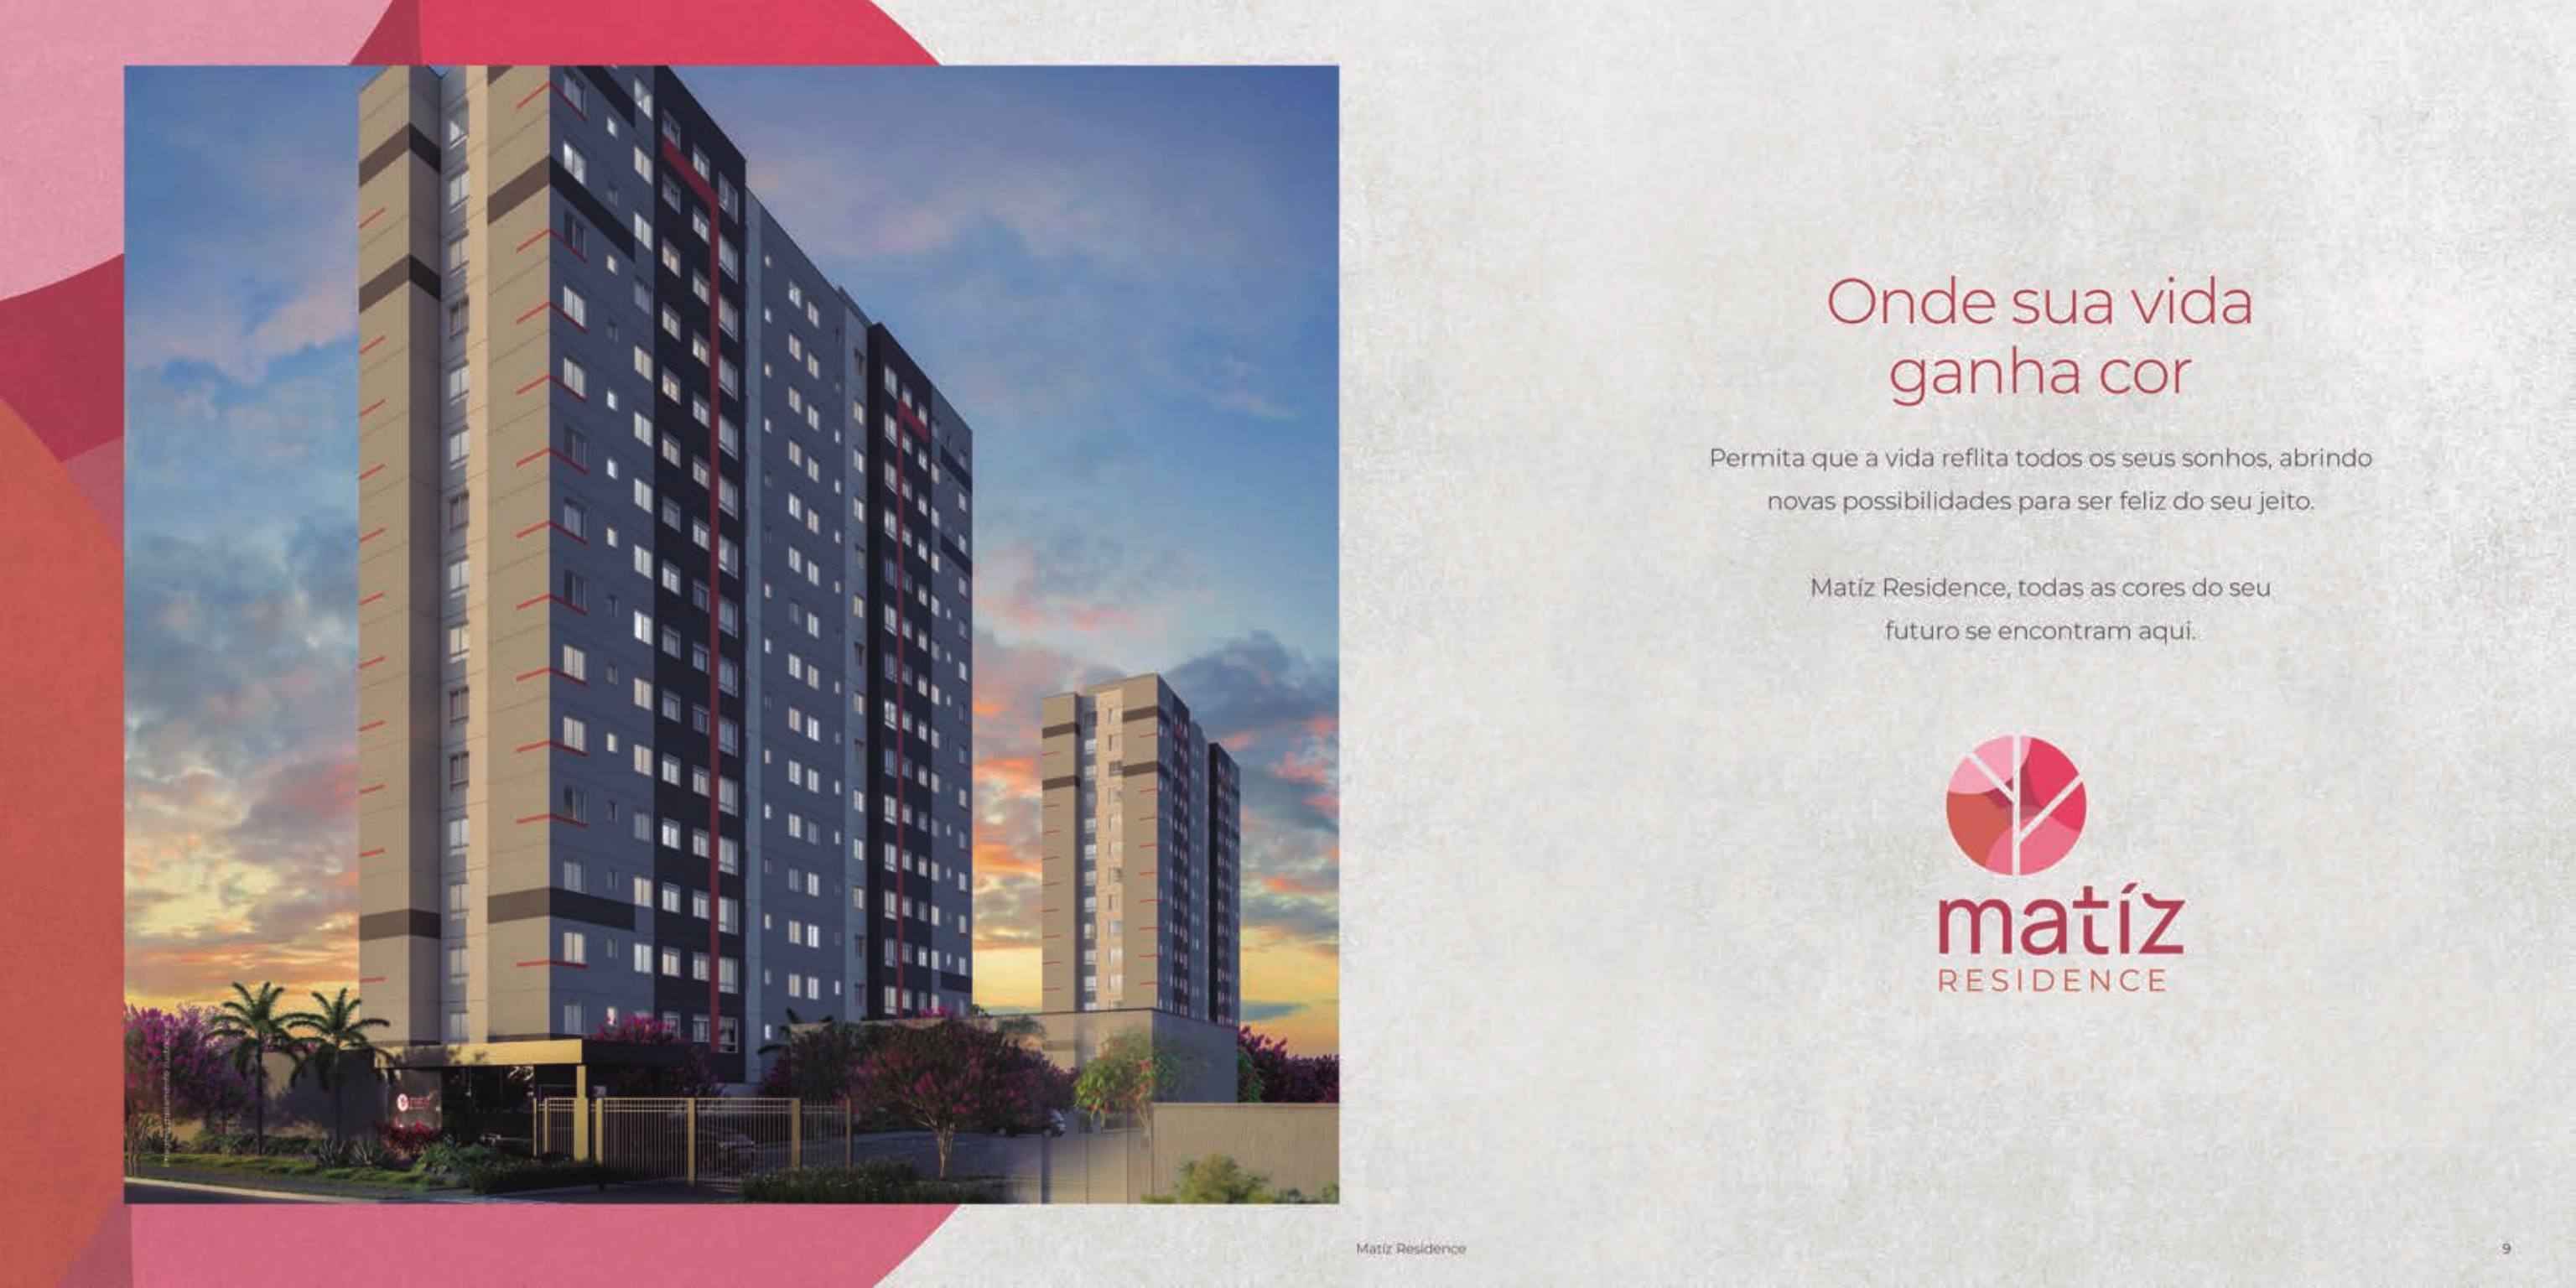 Onde sua vida
ganha cor
Permita que a vida reflita todos os seus sonhos, abrindo
novas possibilidades para ser feliz do seu jeito.
Matíz Residence, todas as cores do seu
futuro se encontram aqui.
matíz
RESIDENCE
Matíz Residence
9